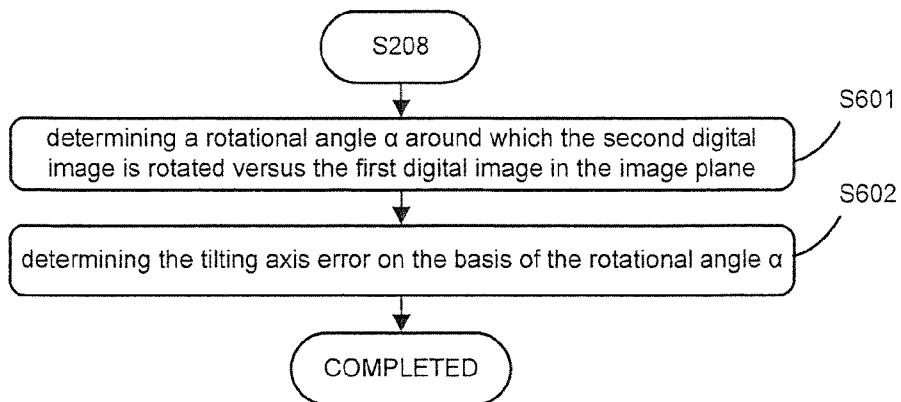 S208
S601
determining a rotational angle α around which the second digital
image is rotated versus the first digital image in the image plane
S602
determining the tilting axis error on the basis of the rotational angle α
COMPLETED